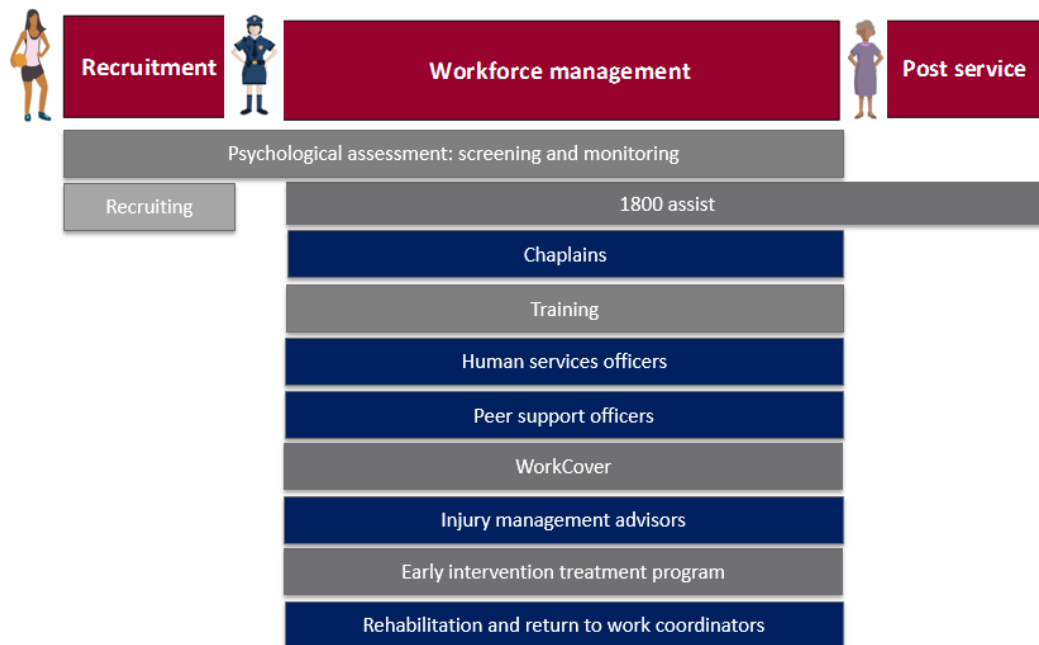 Recruitment
Workforce management
Post service
Psychological assessment: screening and monitoring
Recruiting
1800 assist
Chaplains
Training
Human services officers
Peer support officers
WorkCover
Injury management advisors
Early intervention treatment program
Rehabilitation and return to work coordinators